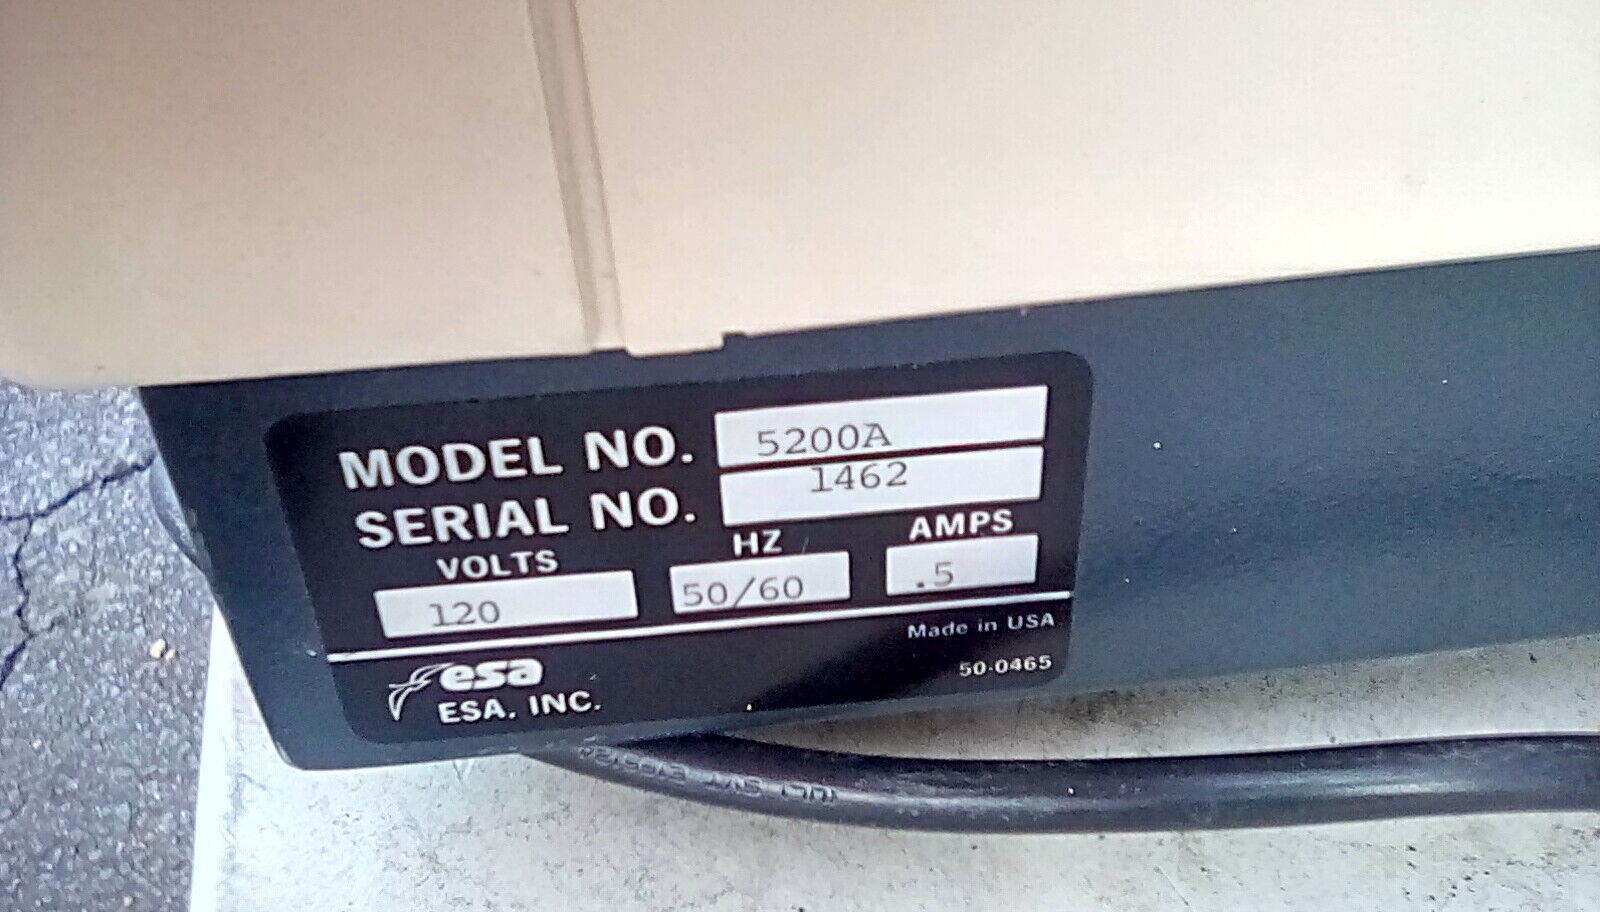 MODEL NO. 5200A
SERIAL NO. 1462
VOLTS HZ AMPS
120 50/60 .5
Made in USA
esa 50-0465
ESA, INC.